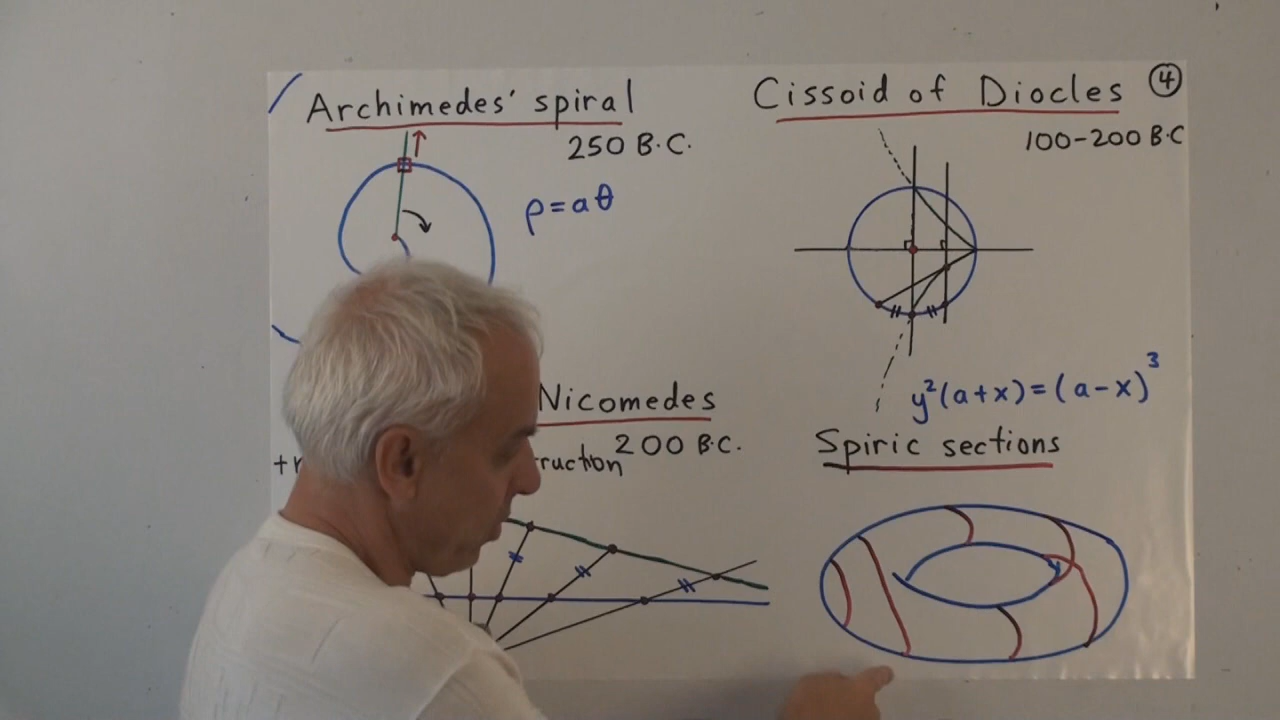 Archimedes' spiral
250 B.C.
ρ = aθ
Cissoid of Diocles ④
100-200 B.C
y²(a+x) = (a-x)³
Nicomedes
200 B.C.
Spiric sections